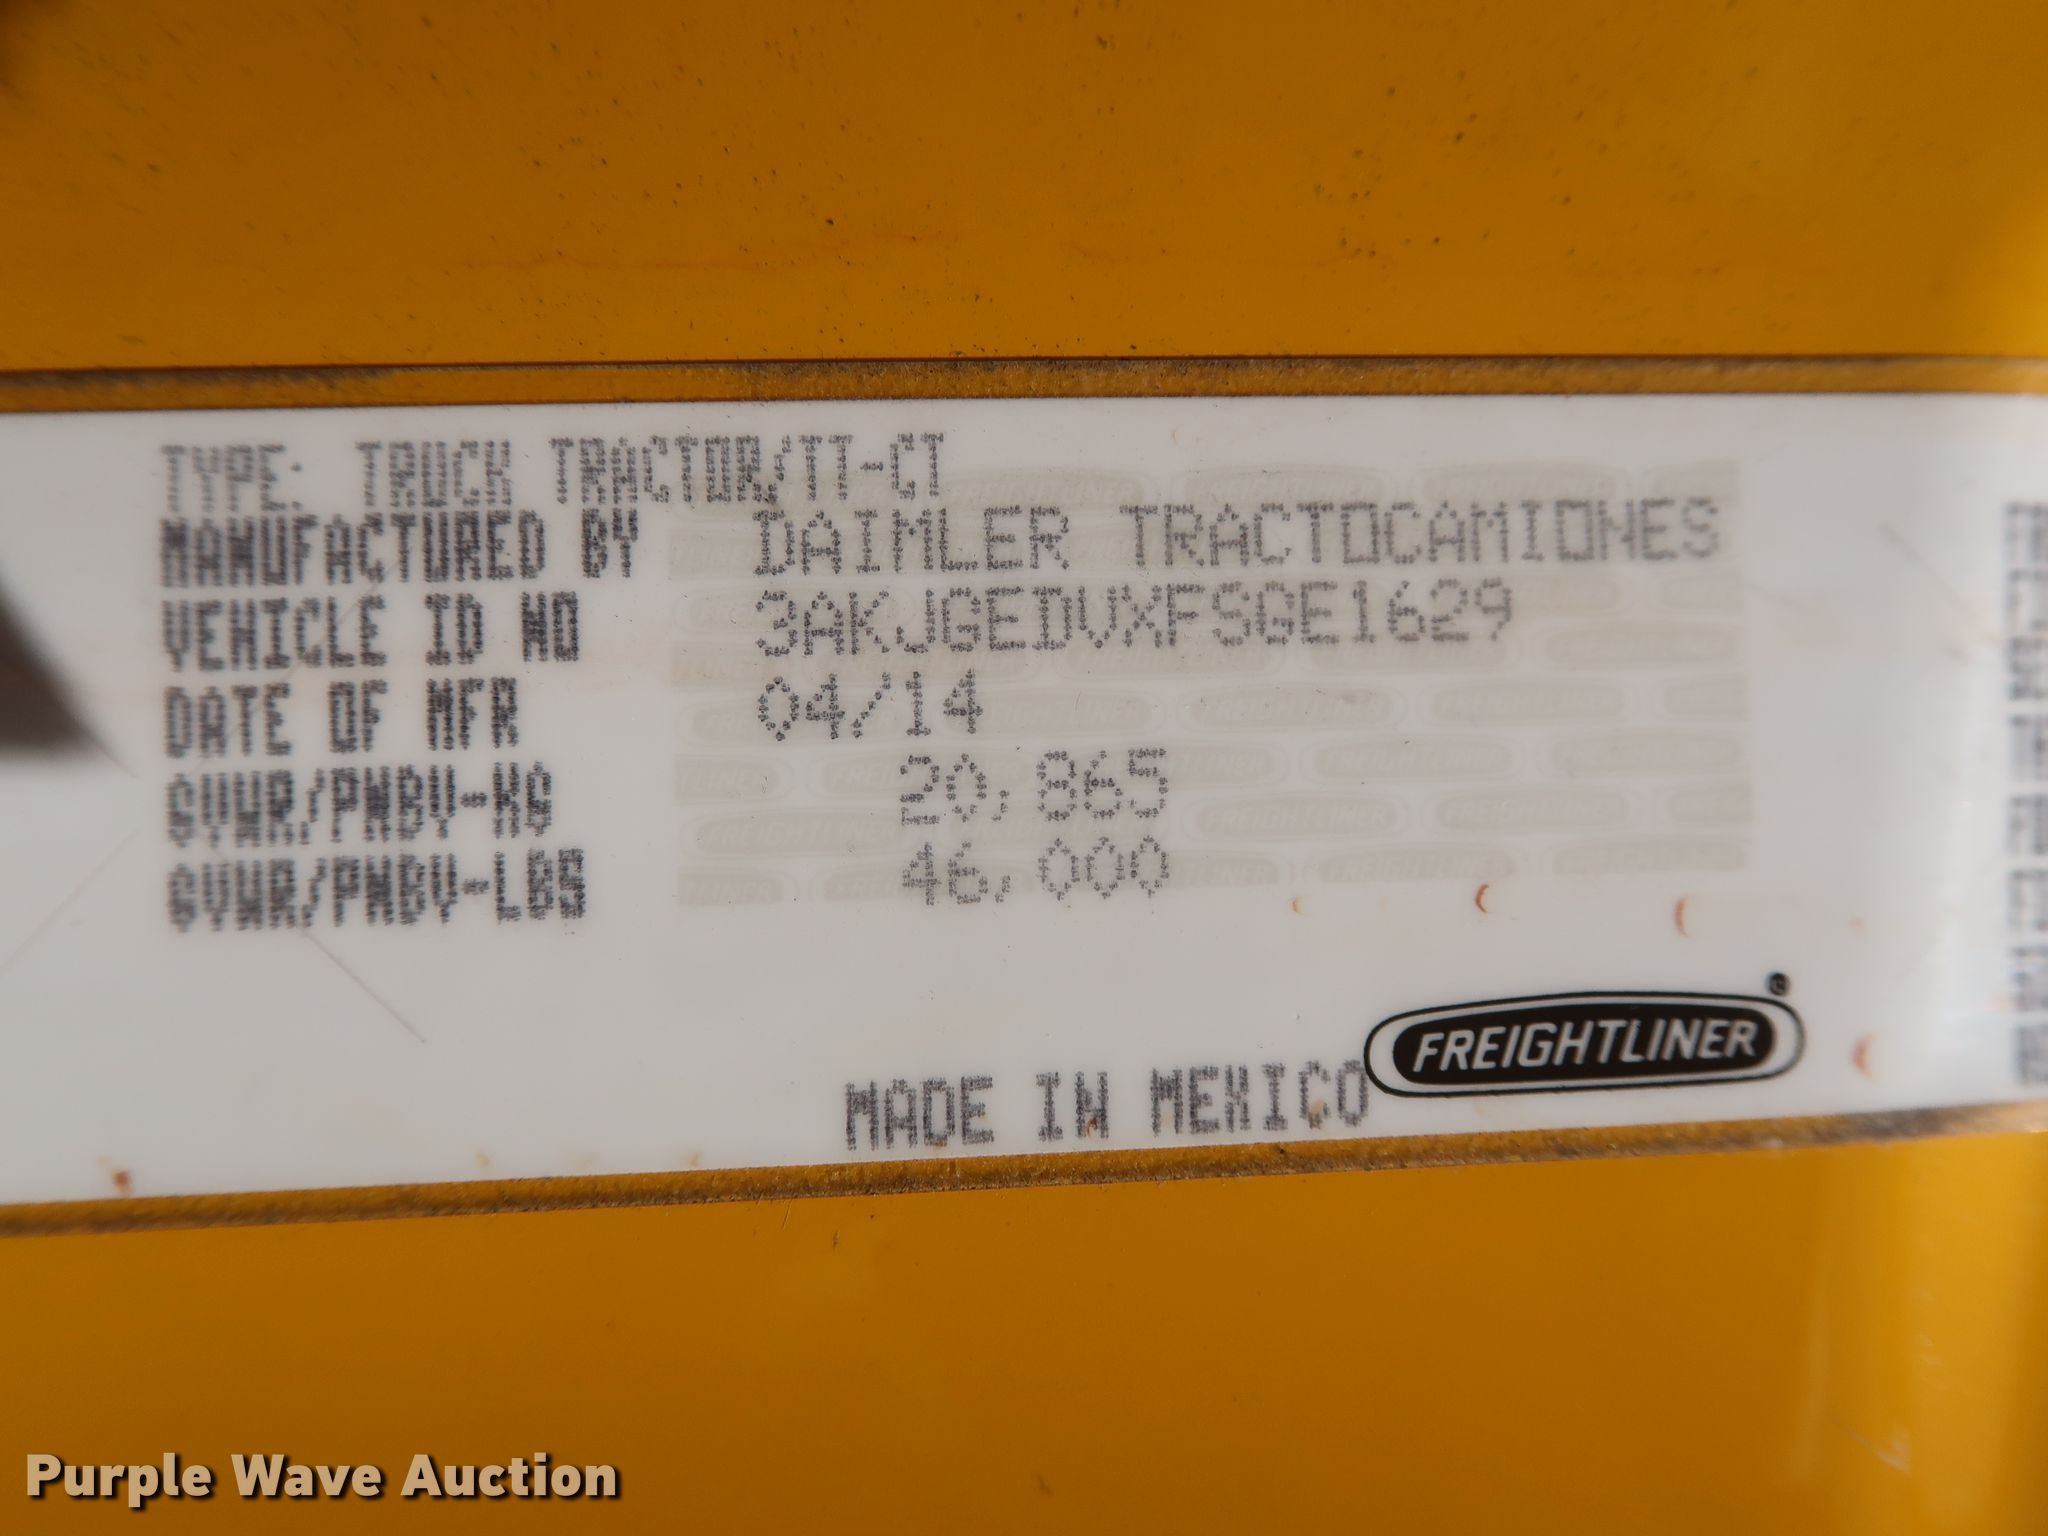 TYPE: TRUCK TRACTOR/TT-CT
MANUFACTURED BY DAIMLER TRACTOCAMIONES
VEHICLE ID NO 3AKJGEDVXFSGE1629
DATE OF MFR 04/14
GVWR/PNBV-KG 20,865
GVWR/PNBV-LBS 46,000
FREIGHTLINER
MADE IN MEXICO
Purple Wave Auction